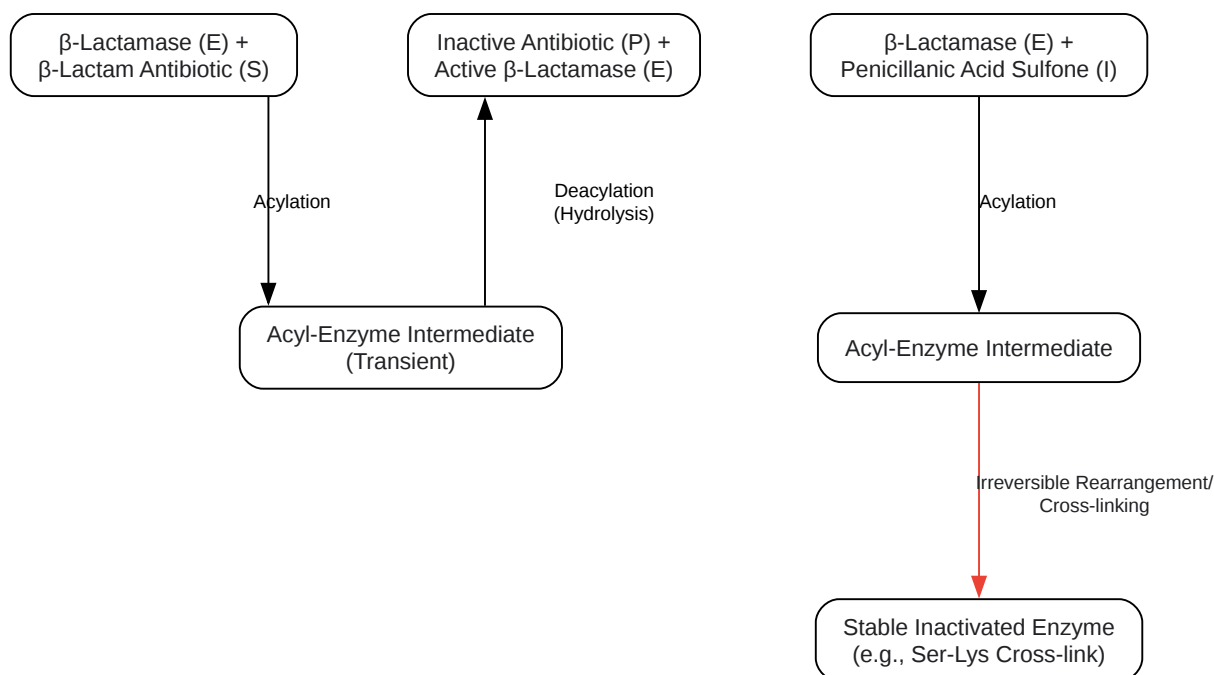 β-Lactamase (E) +
β-Lactam Antibiotic (S)
Inactive Antibiotic (P) +
Active β-Lactamase (E)
β-Lactamase (E) +
Penicillanic Acid Sulfone (I)
Acylation
Deacylation
(Hydrolysis)
Acylation
Acyl-Enzyme Intermediate
(Transient)
Acyl-Enzyme Intermediate
Irreversible Rearrangement/
Cross-linking
Stable Inactivated Enzyme
(e.g., Ser-Lys Cross-link)